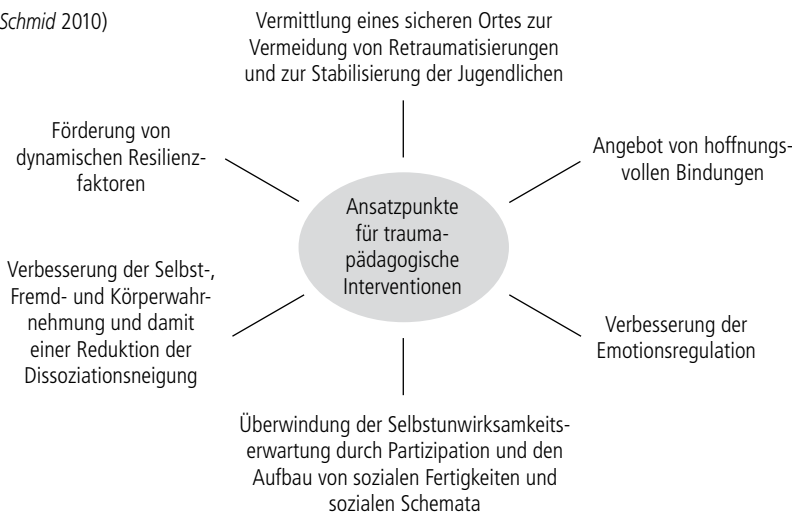 Schmid 2010)
Vermittlung eines sicheren Ortes zur
Vermeidung von Retraumatisierungen
und zur Stabilisierung der Jugendlichen
Förderung von
dynamischen Resilienz-
faktoren
Angebot von hoffnungs-
vollen Bindungen
Ansatzpunkte
für trauma-
pädagogische
Interventionen
Verbesserung der Selbst-,
Fremd- und Körperwahr-
nehmung und damit
einer Reduktion der
Dissoziationsneigung
Verbesserung der
Emotionsregulation
Überwindung der Selbstunwirksamkeits-
erwartung durch Partizipation und den
Aufbau von sozialen Fertigkeiten und
sozialen Schemata